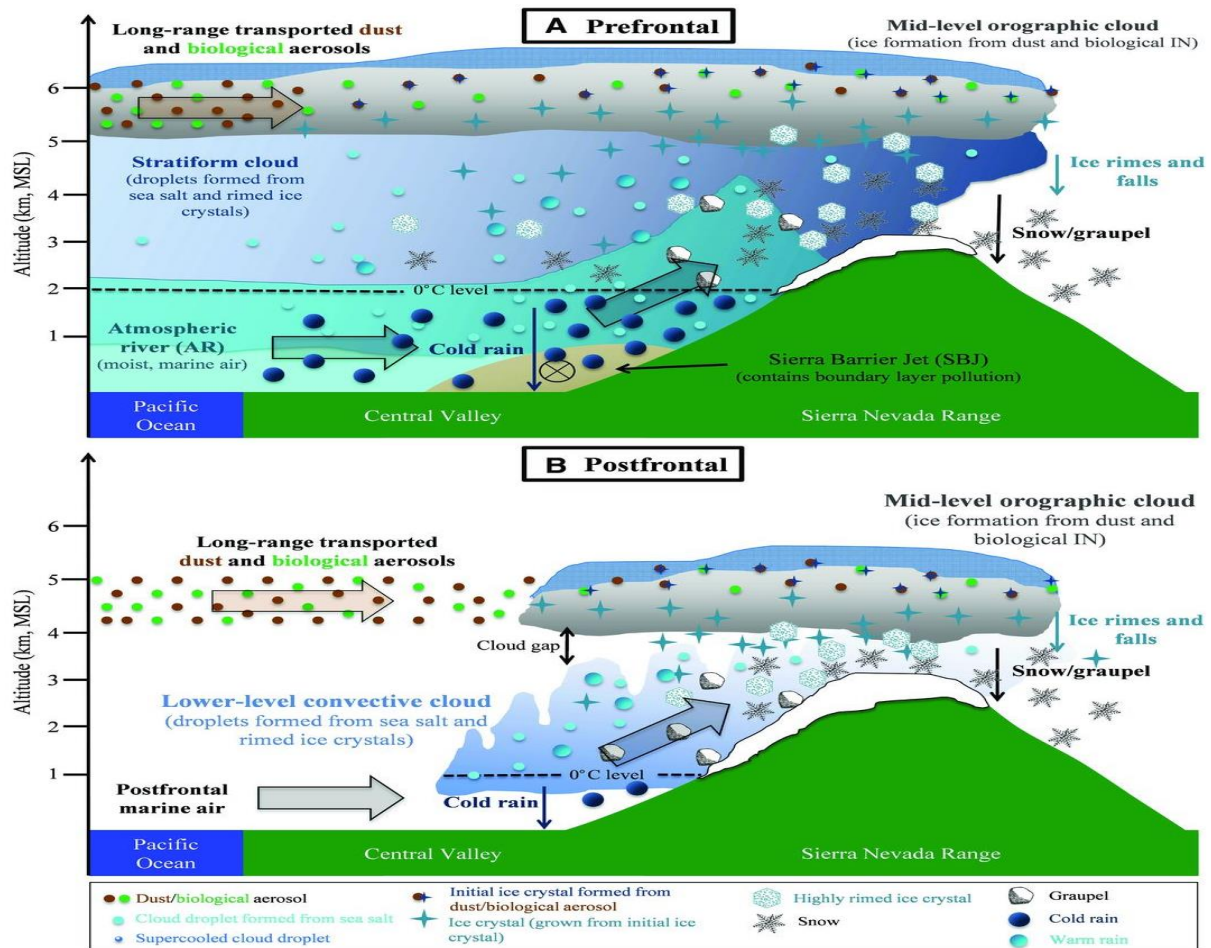 A Prefrontal
Long-range transported dust
and biological aerosols
Mid-level orographic cloud
(ice formation from dust and biological IN)
Altitude (km, MSL)
6
5
4
3
2
1
Stratiform cloud
(droplets formed from
sea salt and rimed ice
crystals)
Ice rimes and
falls
Snow/graupel
0°C level
Atmospheric
river (AR)
(moist, marine air)
Cold rain
Sierra Barrier Jet (SBJ)
(contains boundary layer pollution)
Pacific
Ocean
Central Valley
Sierra Nevada Range
B Postfrontal
Mid-level orographic cloud
(ice formation from dust and
biological IN)
Long-range transported
dust and biological aerosols
Altitude (km, MSL)
6
5
4
3
2
1
Cloud gap
Ice rimes and
falls
Snow/graupel
Lower-level convective cloud
(droplets formed from sea salt and
rimed ice crystals)
0°C level
Postfrontal
marine air
Cold rain
Pacific
Ocean
Central Valley
Sierra Nevada Range
Dust/biological aerosol
Cloud droplet formed from sea salt
Supercooled cloud droplet
Initial ice crystal formed from
dust/biological aerosol
Ice crystal (grown from initial ice
crystal)
Highly rimed ice crystal
Snow
Graupel
Cold rain
Warm rain